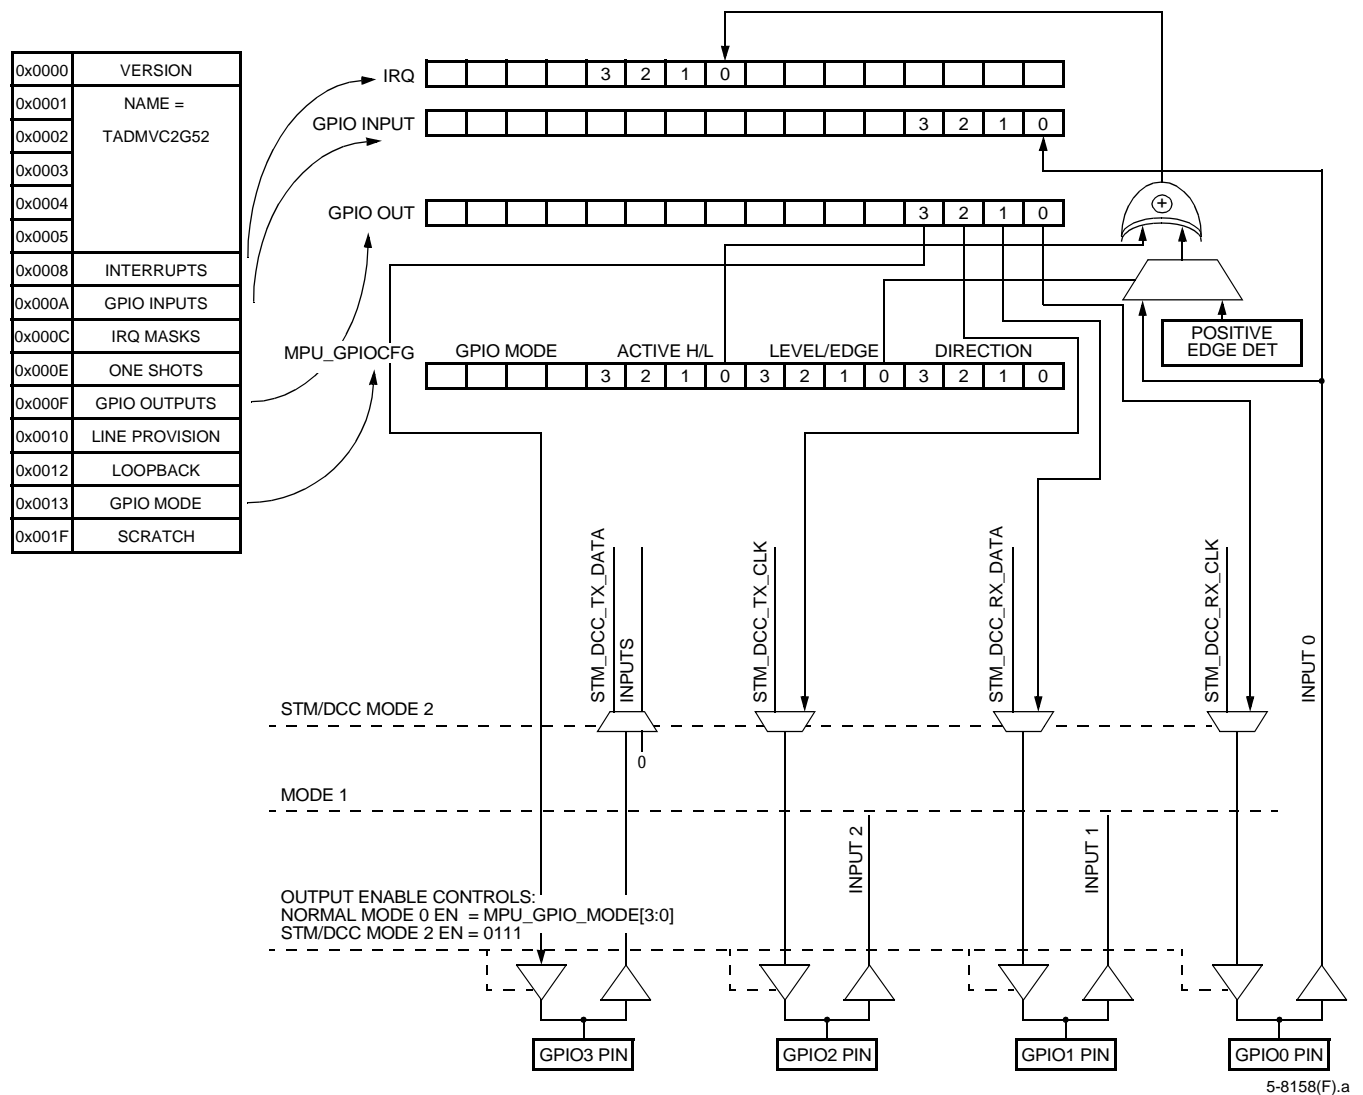 0x0000 VERSION
0x0001 NAME =
0x0002 TADMVC2G52
0x0003
0x0004
0x0005
0x0008 INTERRUPTS
0x000A GPIO INPUTS
0x000C IRQ MASKS
0x000E ONE SHOTS
0x000F GPIO OUTPUTS
0x0010 LINE PROVISION
0x0012 LOOPBACK
0x0013 GPIO MODE
0x001F SCRATCH
IRQ 3 2 1 0
GPIO INPUT 3 2 1 0
GPIO OUT 3 2 1 0
+
POSITIVE
EDGE DET
MPU_GPIOCFG
GPIO MODE ACTIVE H/L LEVEL/EDGE DIRECTION
3 2 1 0 3 2 1 0 3 2 1 0
STM_DCC_TX_DATA
INPUTS
STM_DCC_TX_CLK
STM_DCC_RX_DATA
STM_DCC_RX_CLK
INPUT 0
STM/DCC MODE 2
0
MODE 1
INPUT 2
INPUT 1
OUTPUT ENABLE CONTROLS:
NORMAL MODE 0 EN = MPU_GPIO_MODE[3:0]
STM/DCC MODE 2 EN = 0111
GPIO3 PIN
GPIO2 PIN
GPIO1 PIN
GPIO0 PIN
5-8158(F).a